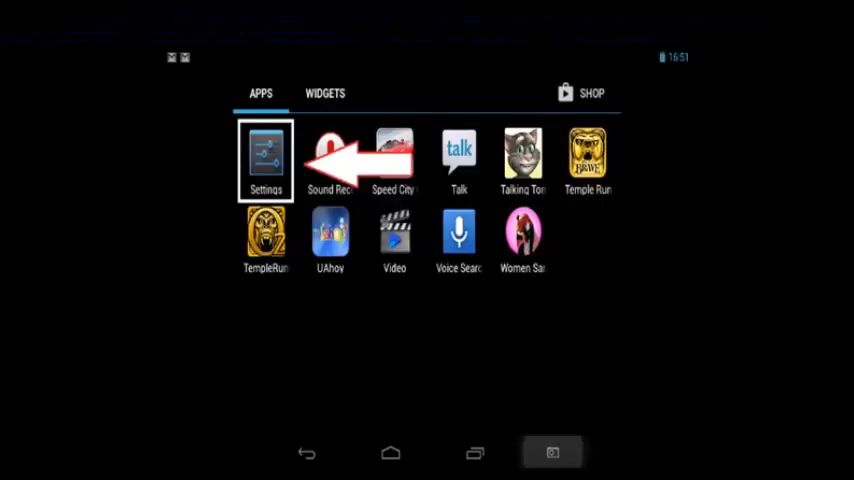 16:51
APPS WIDGETS SHOP
talk
BRAVE
Settings Sound Rec Speed City Talk Talking Tom Temple Run
TempleRun UAhoy Video Voice Searc Women Sar